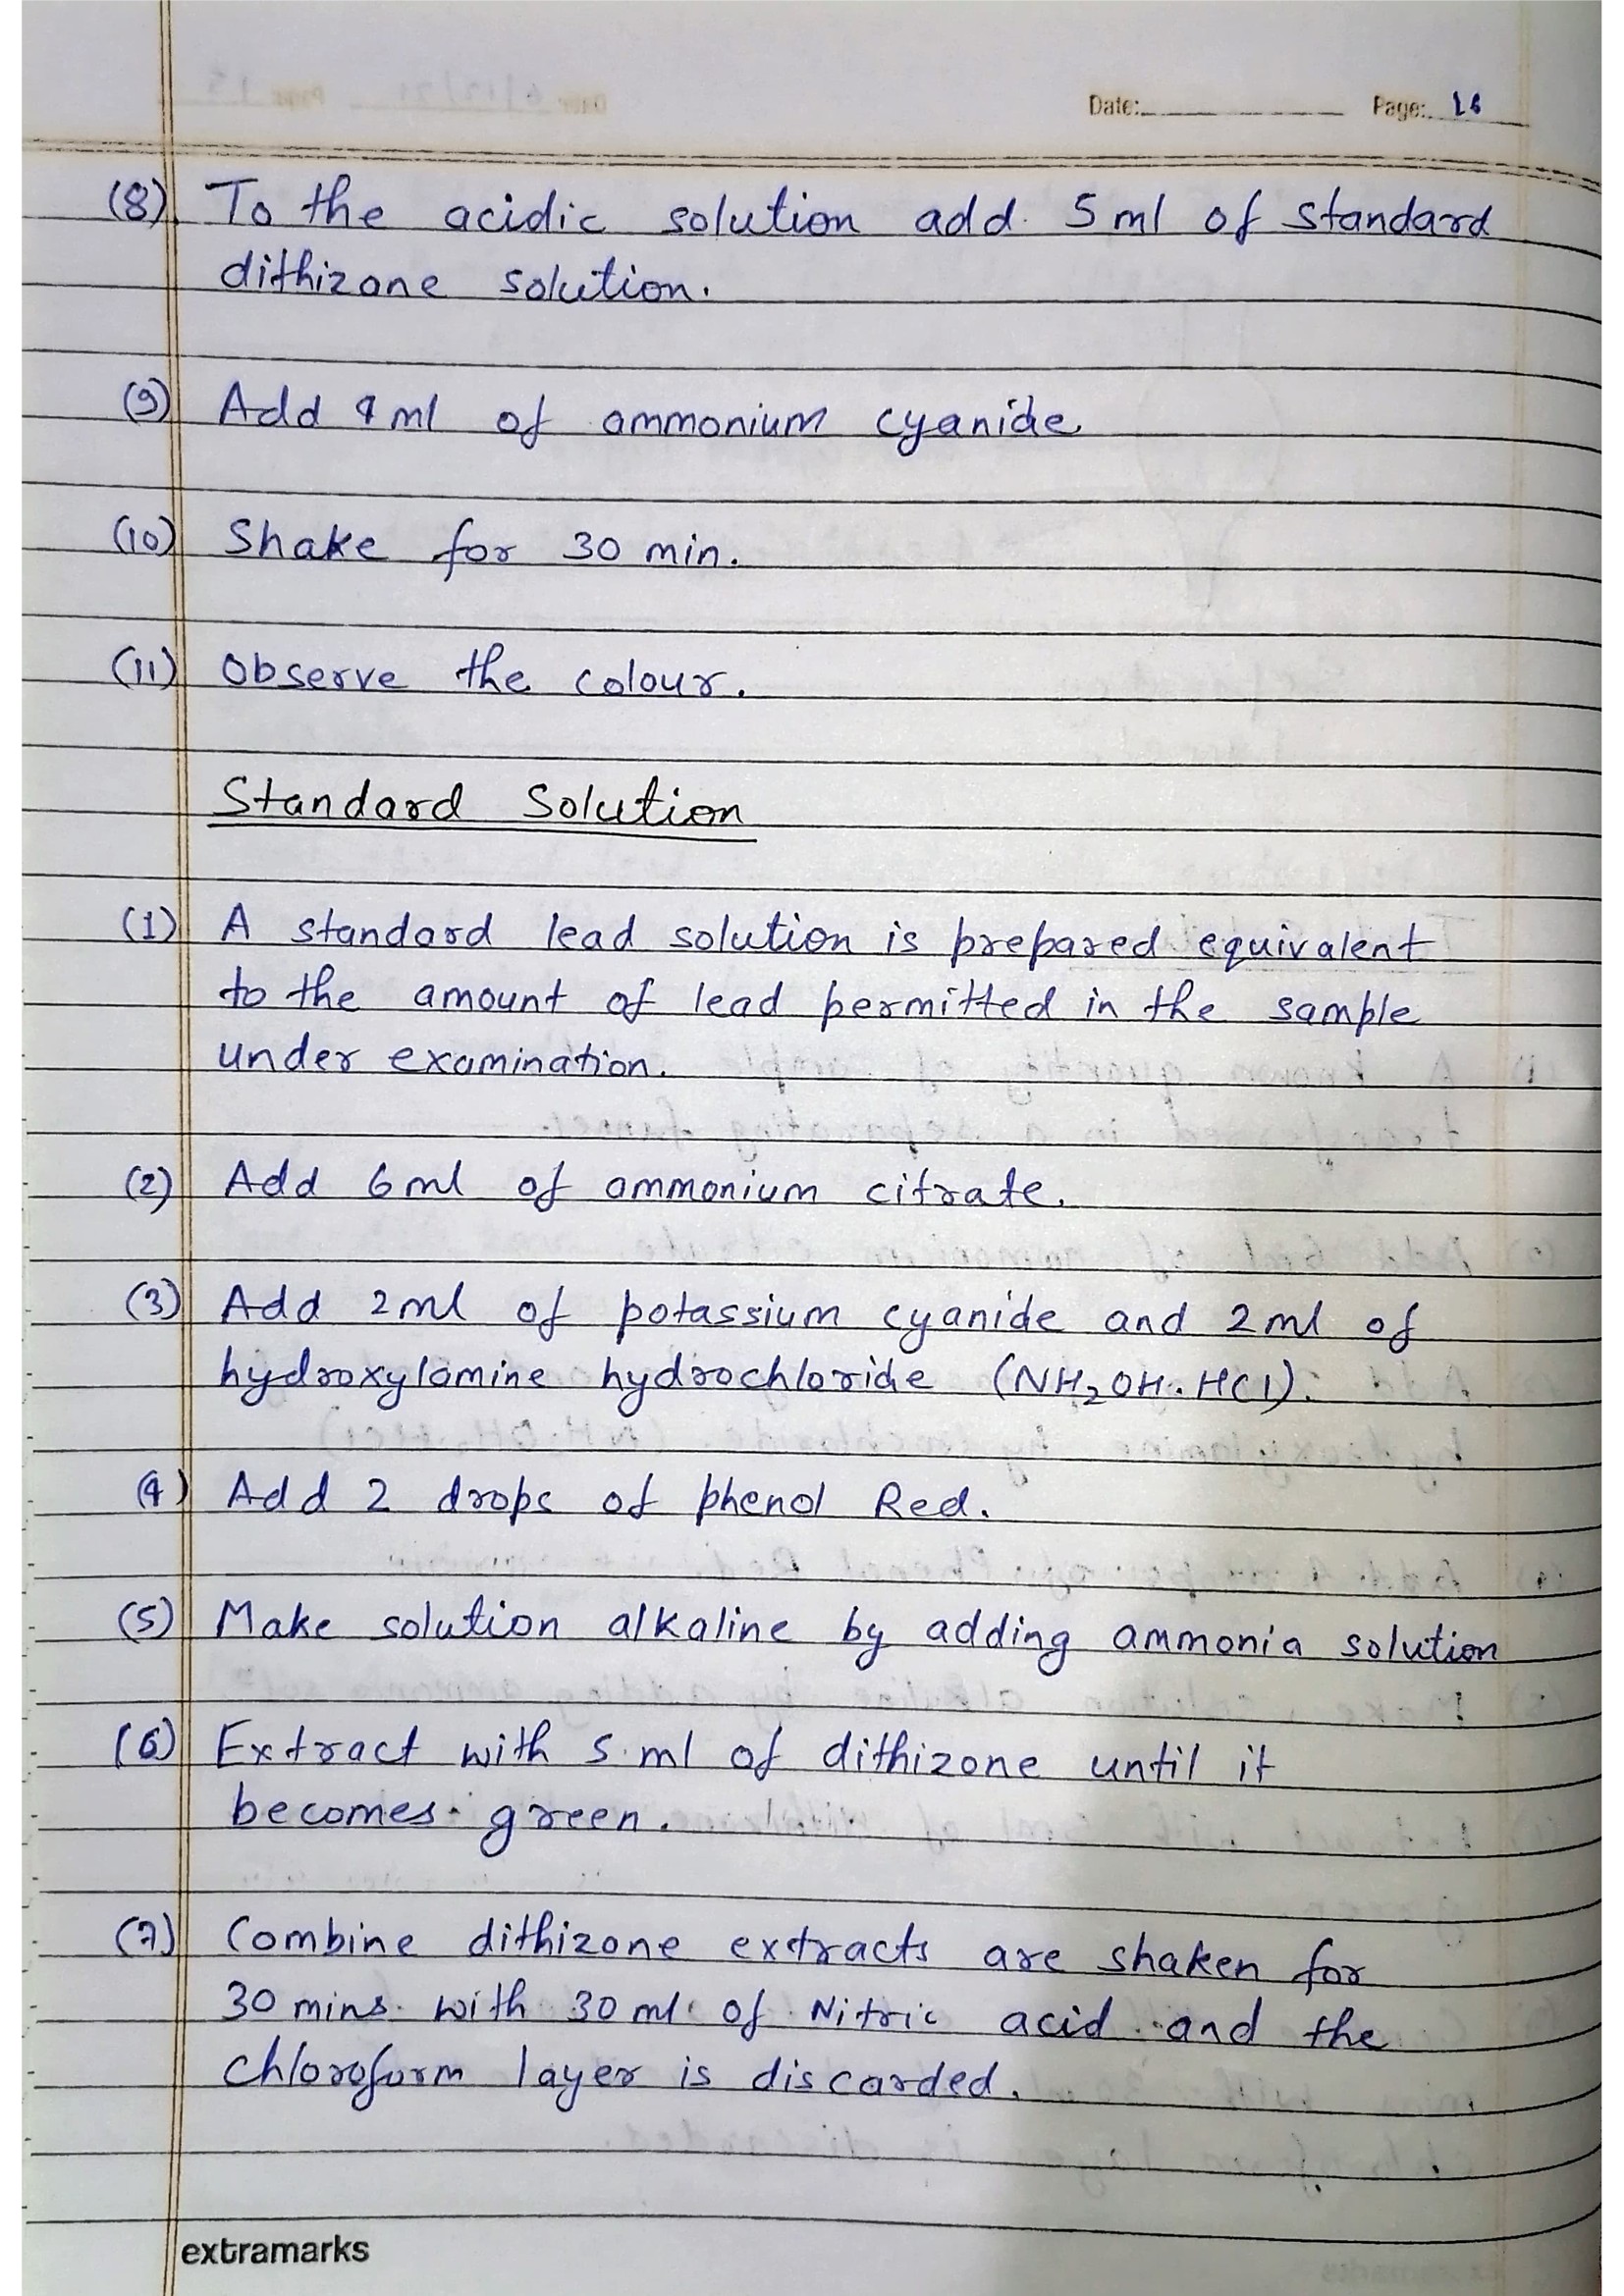 Date: Page: 16
(8) To the acidic solution add 5 ml of standard
dithizone solution.
(9) Add 4 ml of ammonium cyanide
(10) Shake for 30 min.
(11) Observe the colour.
Standard Solution
(1) A standard lead solution is prepared equivalent
to the amount of lead permitted in the sample
under examination.
(2) Add 6 ml of ammonium citrate.
(3) Add 2 ml of potassium cyanide and 2 ml of
hydroxylamine hydrochloride (NH₂OH.HCl).
(4) Add 2 drops of phenol Red.
(5) Make solution alkaline by adding ammonia solution
(6) Extract with 5 ml of dithizone until it
becomes green.
(7) Combine dithizone extracts are shaken for
30 mins with 30 ml of Nitric acid and the
chloroform layer is discarded.
extramarks